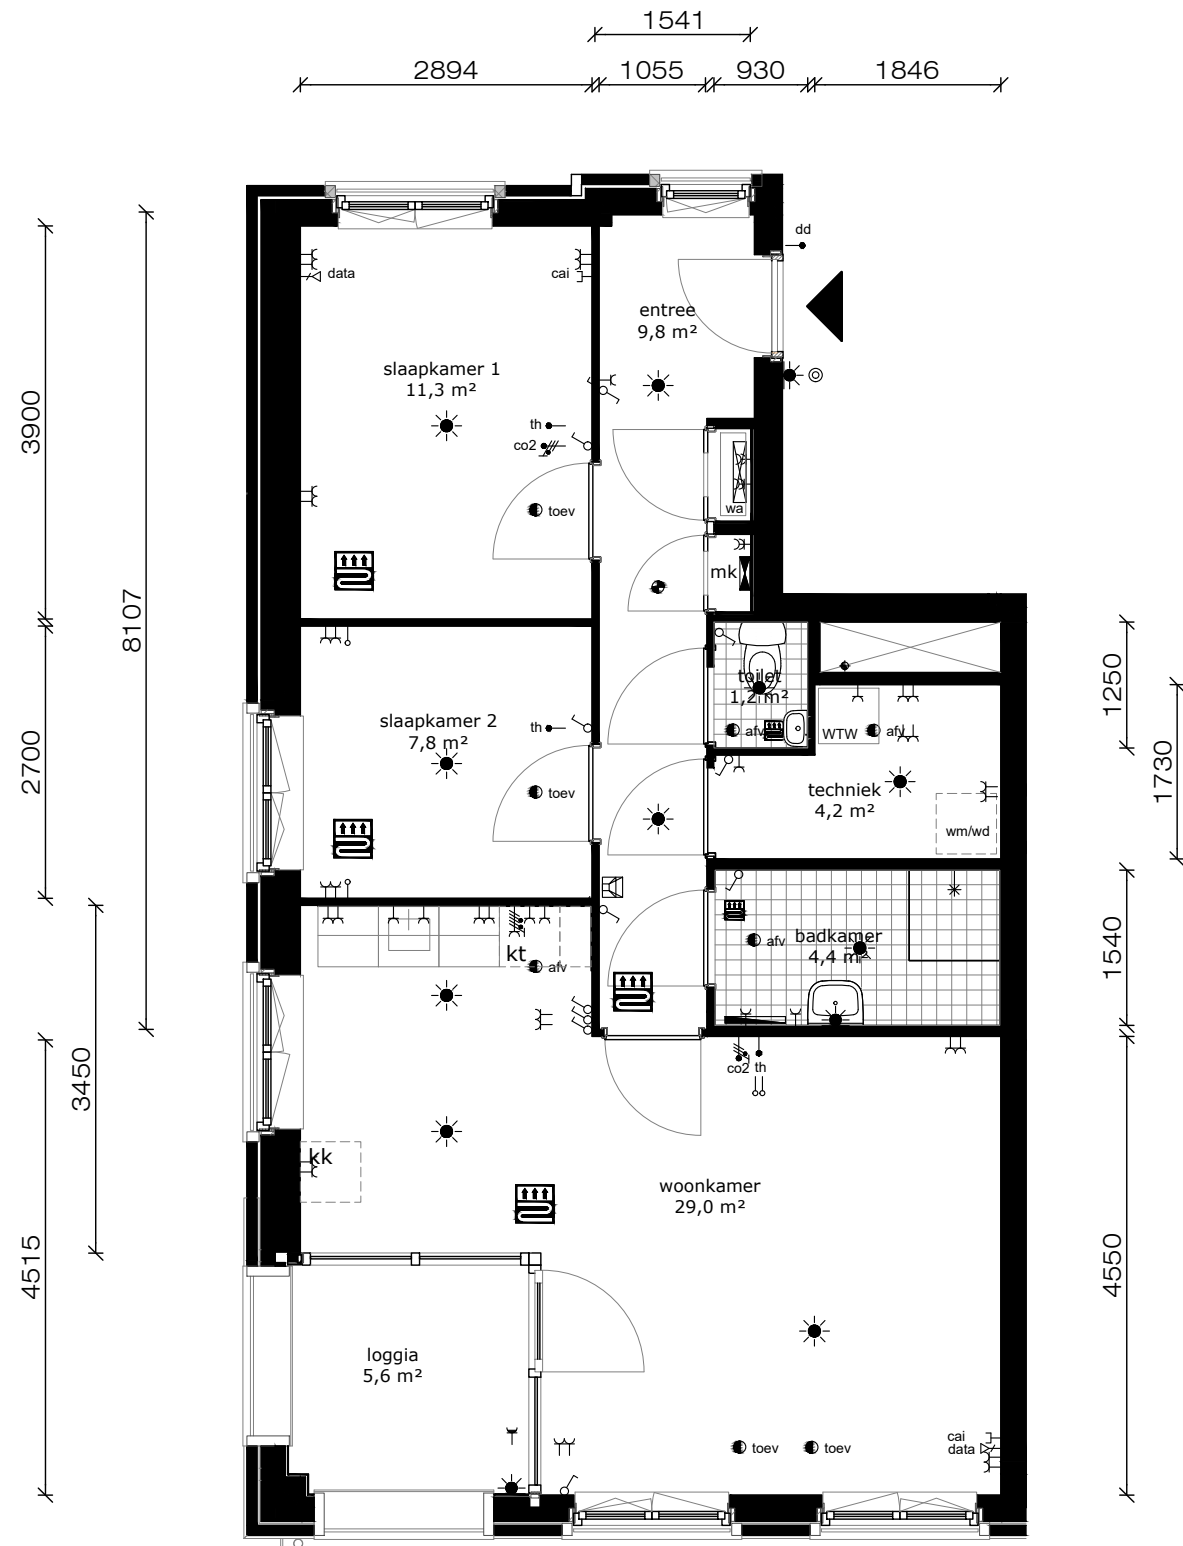 1541
2894
1055
930
1846
dd
data
cai
entree
9,8 m²
slaapkamer 1
11,3 m²
3900
th
co2
toev
wa
mk
8107
toilet
1,2 m²
1250
slaapkamer 2
7,8 m²
th
afv
WTW
afv
2700
1730
techniek
4,2 m²
toev
wm/wd
badkamer
4,4 m²
afv
1540
kt
afv
3450
co2
th
kk
woonkamer
29,0 m²
4515
4550
loggia
5,6 m²
cai
data
toev
toev